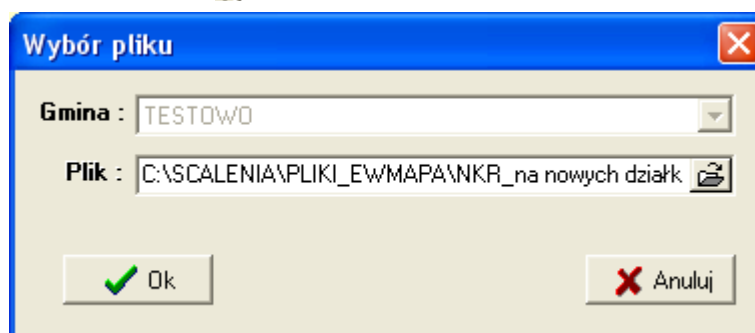 Wybór pliku
Gmina : TESTOWO
Plik : C:\SCALENIA\PLIKI_EWMAPA\NKR_na nowych działk
Ok Anuluj